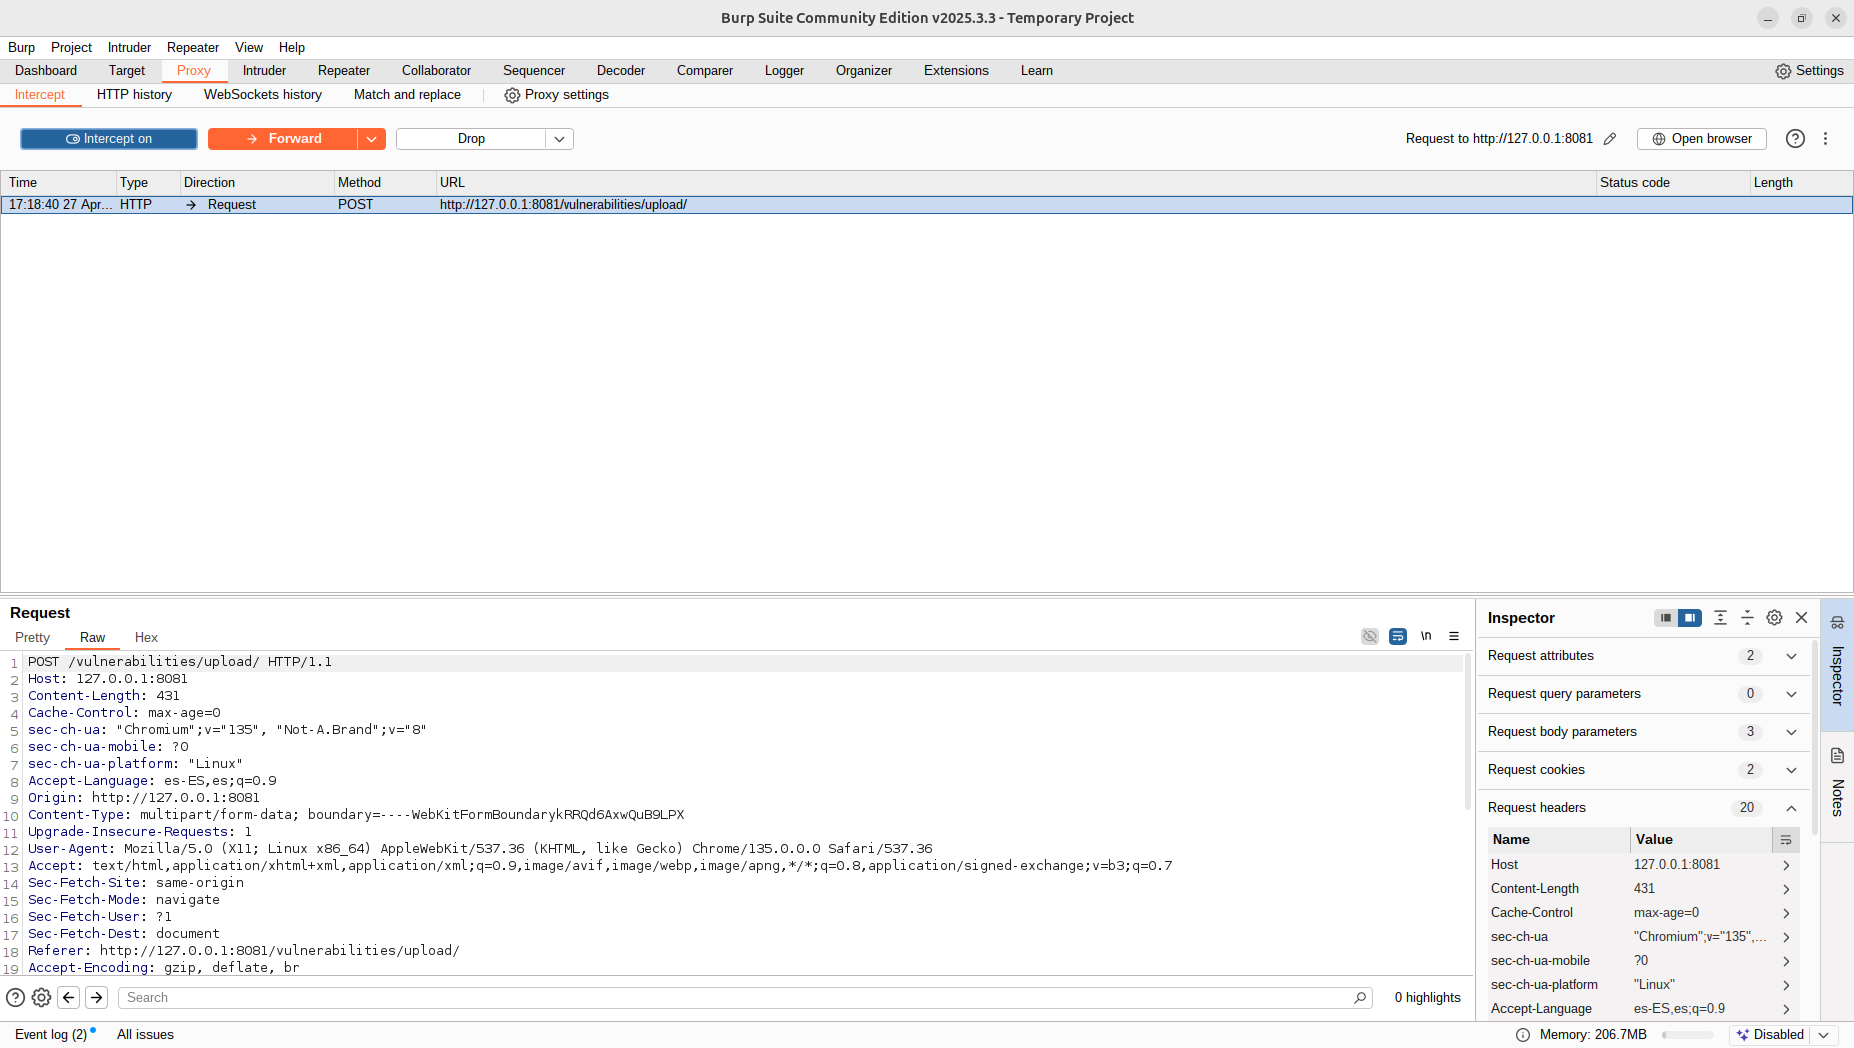 Burp Suite Community Edition v2025.3.3 - Temporary Project
Burp Project Intruder Repeater View Help
Dashboard Target Proxy Intruder Repeater Collaborator Sequencer Decoder Comparer Logger Organizer Extensions Learn Settings
Intercept HTTP history WebSockets history Match and replace Proxy settings
Intercept on Forward Drop Request to http://127.0.0.1:8081 Open browser
Time Type Direction Method URL Status code Length
17:18:40 27 Apr... HTTP Request POST http://127.0.0.1:8081/vulnerabilities/upload/
Request
Pretty Raw Hex \n
1 POST /vulnerabilities/upload/ HTTP/1.1
2 Host: 127.0.0.1:8081
3 Content-Length: 431
4 Cache-Control: max-age=0
5 sec-ch-ua: "Chromium";v="135", "Not-A.Brand";v="8"
6 sec-ch-ua-mobile: ?0
7 sec-ch-ua-platform: "Linux"
8 Accept-Language: es-ES,es;q=0.9
9 Origin: http://127.0.0.1:8081
10 Content-Type: multipart/form-data; boundary=----WebKitFormBoundarykRRQd6AxwQuB9LPX
11 Upgrade-Insecure-Requests: 1
12 User-Agent: Mozilla/5.0 (X11; Linux x86_64) AppleWebKit/537.36 (KHTML, like Gecko) Chrome/135.0.0.0 Safari/537.36
13 Accept: text/html,application/xhtml+xml,application/xml;q=0.9,image/avif,image/webp,image/apng,*/*;q=0.8,application/signed-exchange;v=b3;q=0.7
14 Sec-Fetch-Site: same-origin
15 Sec-Fetch-Mode: navigate
16 Sec-Fetch-User: ?1
17 Sec-Fetch-Dest: document
18 Referer: http://127.0.0.1:8081/vulnerabilities/upload/
19 Accept-Encoding: gzip, deflate, br
Search 0 highlights
Inspector
Request attributes 2
Request query parameters 0
Request body parameters 3
Request cookies 2
Request headers 20
Name Value
Host 127.0.0.1:8081
Content-Length 431
Cache-Control max-age=0
sec-ch-ua "Chromium";v="135",...
sec-ch-ua-mobile ?0
sec-ch-ua-platform "Linux"
Accept-Language es-ES,es;q=0.9
Inspector
Notes
Event log (2) All issues Memory: 206.7MB Disabled